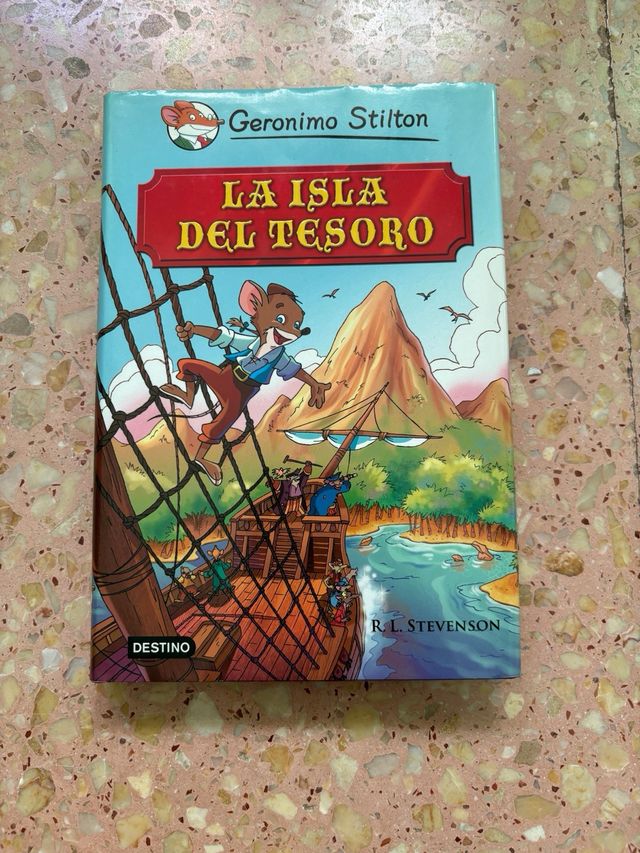 Geronimo Stilton
LA ISLA
DEL TESORO
R. L. STEVENSON
DESTINO